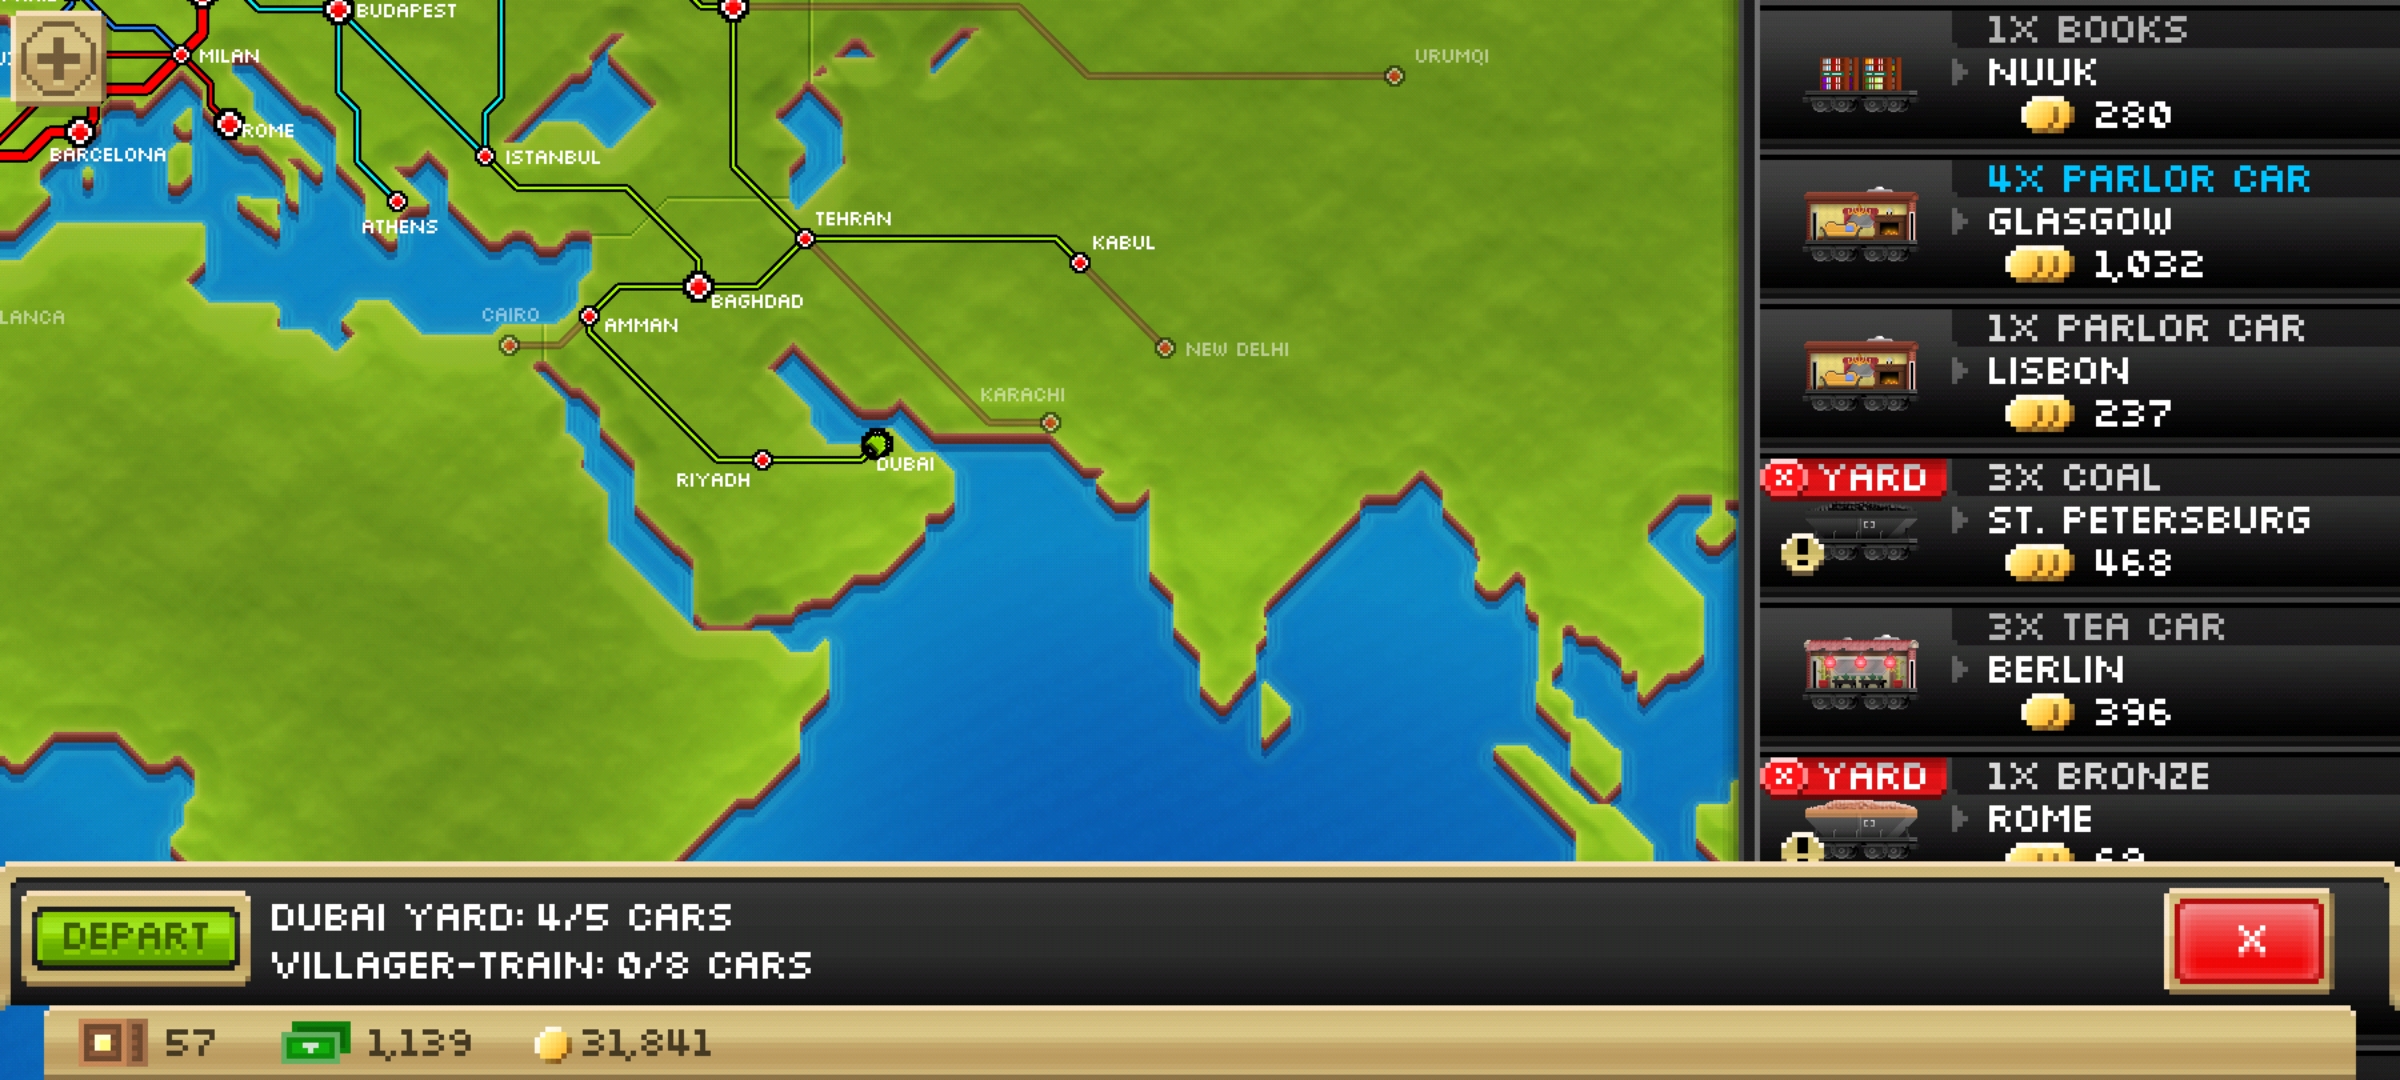 BUDAPEST
MILAN
URUMQI
ROME
BARCELONA
ISTANBUL
ATHENS
TEHRAN
KABUL
BAGHDAD
CAIRO
LANCA
AMMAN
NEW DELHI
KARACHI
DUBAI
RIYADH
1X BOOKS
NUUK
280
4X PARLOR CAR
GLASGOW
1,032
1X PARLOR CAR
LISBON
237
YARD
3X COAL
ST. PETERSBURG
468
3X TEA CAR
BERLIN
396
YARD
1X BRONZE
ROME
DEPART
DUBAI YARD: 4/5 CARS
VILLAGER-TRAIN: 0/8 CARS
X
57
1,139
31,841